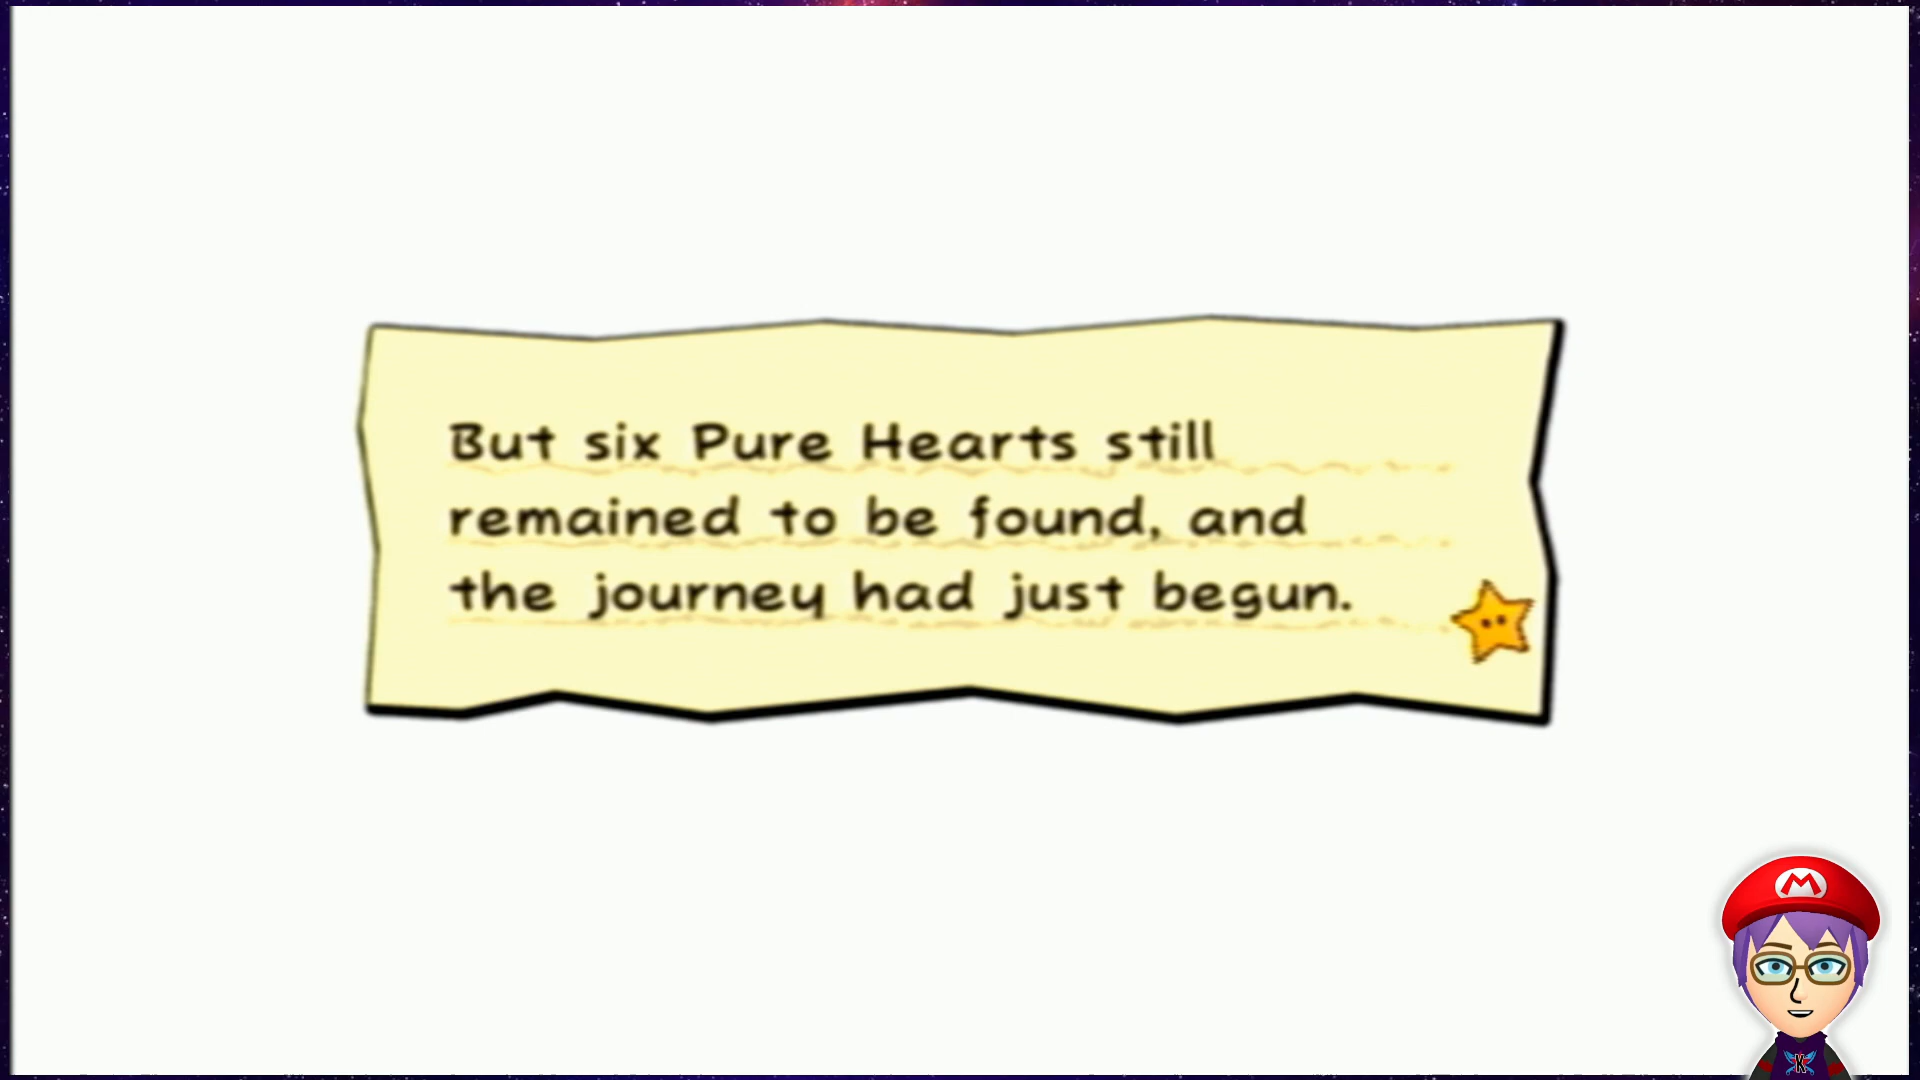 But six Pure Hearts still
remained to be found, and
the journey had just begun.
M
K